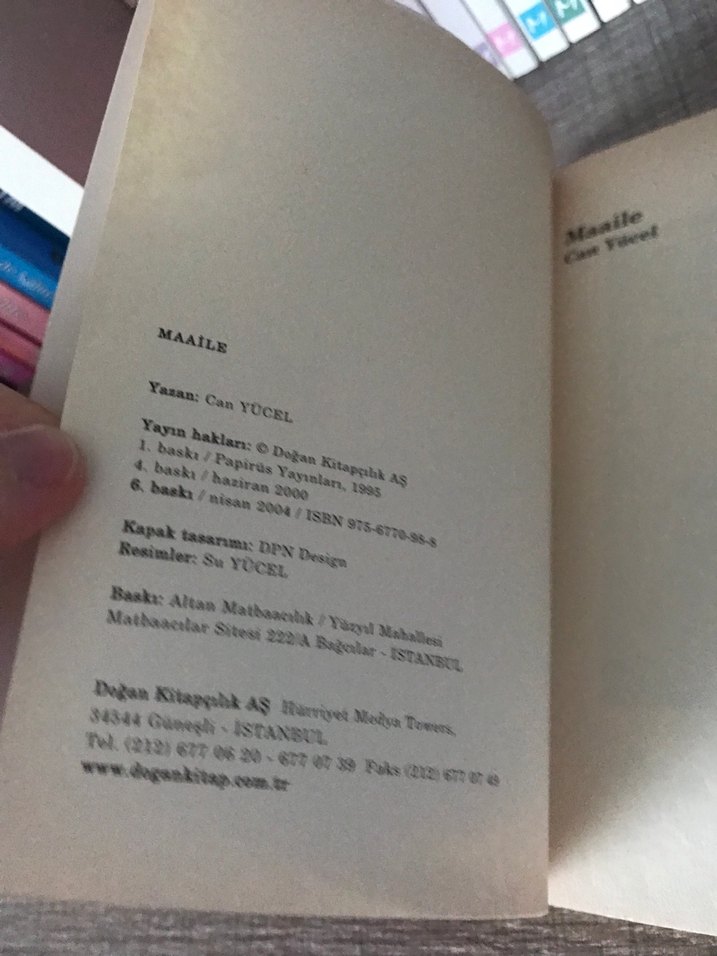 MAAİLE
Yazan: Can YÜCEL
Yayın hakları: © Doğan Kitapçılık AŞ
1. baskı / Papirüs Yayınları, 1995
4. baskı / haziran 2000
6. baskı / nisan 2004 / ISBN 975-6770-98-8
Kapak tasarımı: DPN Design
Resimler: Su YÜCEL
Baskı: Altan Matbaacılık / Yüzyıl Mahallesi
Matbaacılar Sitesi 222/A Bağcılar - İSTANBUL
Doğan Kitapçılık AŞ Hürriyet Medya Towers,
34544 Güneşli - İSTANBUL
Tel. (212) 677 06 20 - 677 07 39 Faks (212) 677 07 49
www.dogankitap.com.tr
Maaile
Can Yücel